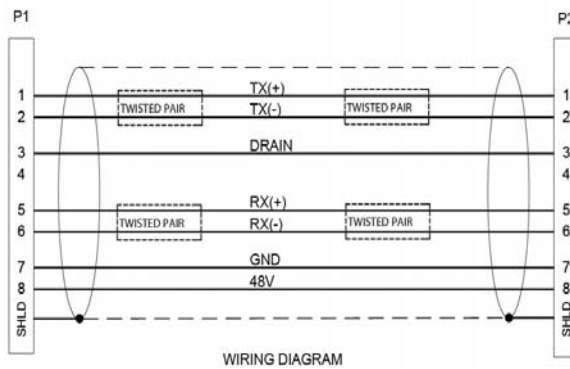 P1 P2
1 TX(+) 1
TWISTED PAIR TWISTED PAIR
2 TX(-) 2
3 DRAIN 3
4 4
5 RX(+) 5
TWISTED PAIR TWISTED PAIR
6 RX(-) 6
7 GND 7
8 48V 8
SHLD SHLD
WIRING DIAGRAM